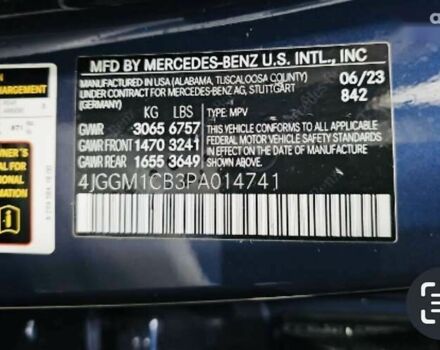 MFD BY MERCEDES-BENZ U.S. INTL., INC
MANUFACTURED IN USA (ALABAMA, TUSCALOOSA COUNTY) 06/23
UNDER CONTRACT FOR MERCEDES-BENZ AG, STUTTGART 842
(GERMANY)
KG LBS TYPE: MPV
GVWR 3065 6757
GAWR FRONT 1470 3241
GAWR REAR 1655 3649
THIS VEHICLE CONFORMS TO ALL APPLICABLE
FEDERAL MOTOR VEHICLE SAFETY STANDARDS IN
EFFECT ON THE DATE OF MANUFACTURE SHOWN
ABOVE.
4JGGM1CB3PA014741